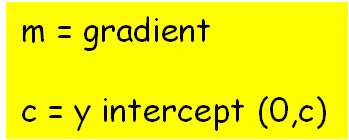 m = gradient
c = y intercept (0,c)